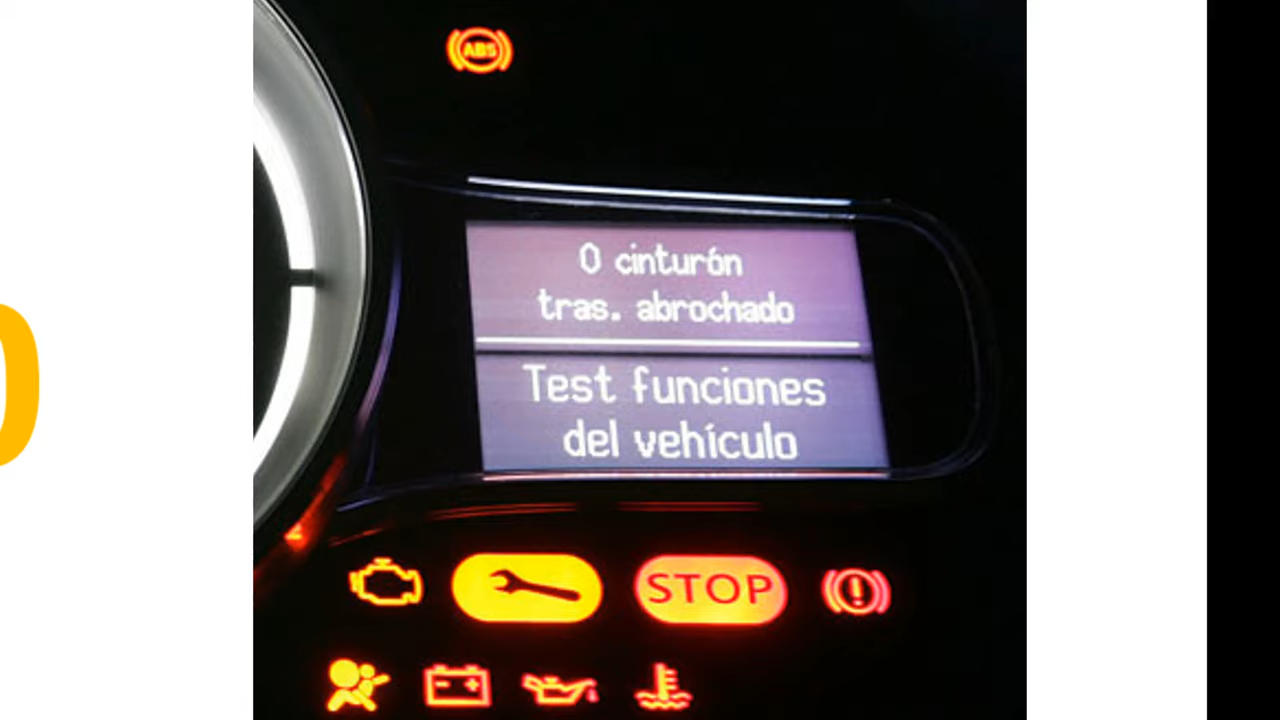 ABS
0 cinturón
tras. abrochado
Test funciones
del vehículo
STOP